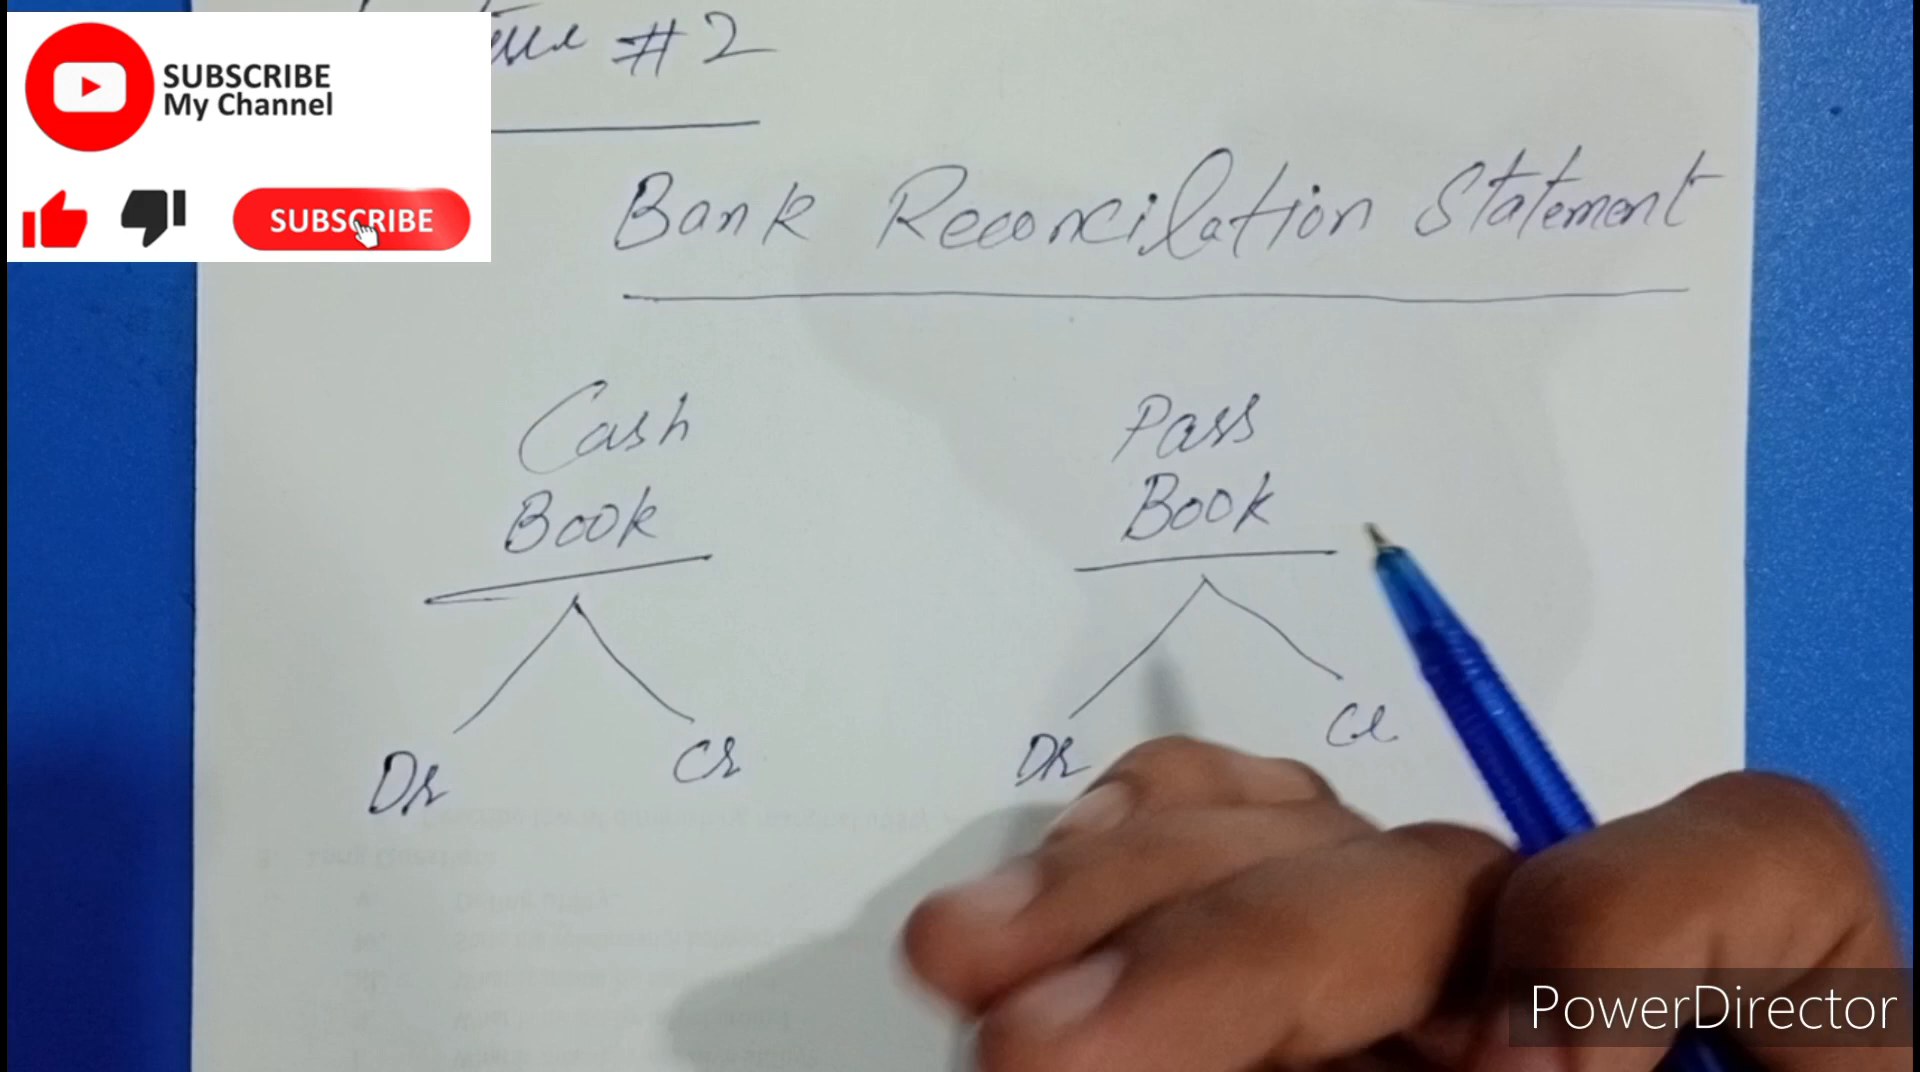 SUBSCRIBE
My Channel
SUBSCRIBE
#2
Bank Reconcilation Statement
Cash
Book
Pass
Book
Dr
Cr
Dr
Cr
PowerDirector